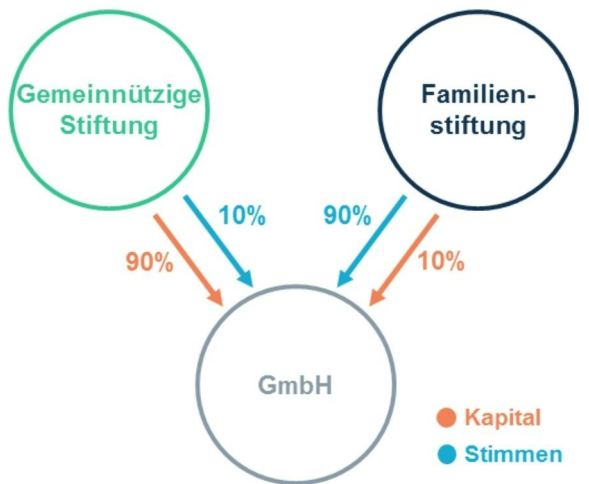 Gemeinnützige
Stiftung
Familien-
stiftung
10%
90%
90%
10%
GmbH
Kapital
Stimmen